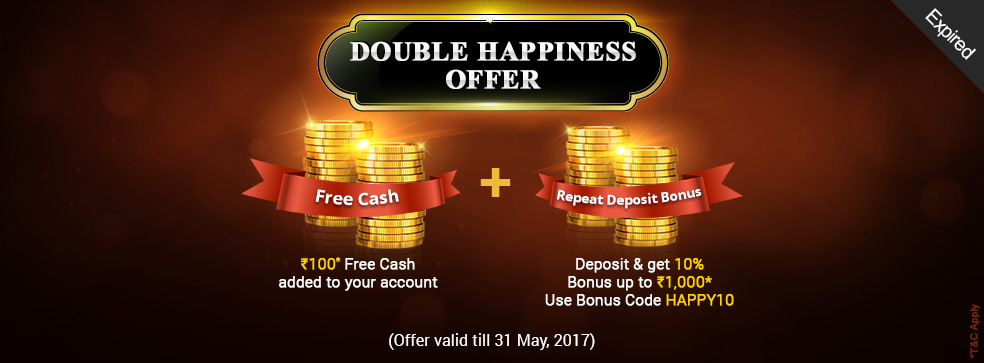 DOUBLE HAPPINESS
OFFER
Expired
Free Cash
+
Repeat Deposit Bonus
₹100* Free Cash
added to your account
Deposit & get 10%
Bonus up to ₹1,000*
Use Bonus Code HAPPY10
(Offer valid till 31 May, 2017)
*T&C Apply